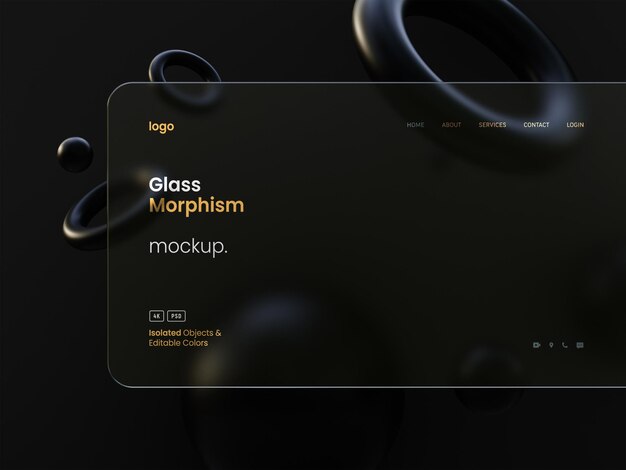 logo
HOME ABOUT SERVICES CONTACT LOGIN
Glass
Morphism
mockup.
4K PSD
Isolated Objects &
Editable Colors